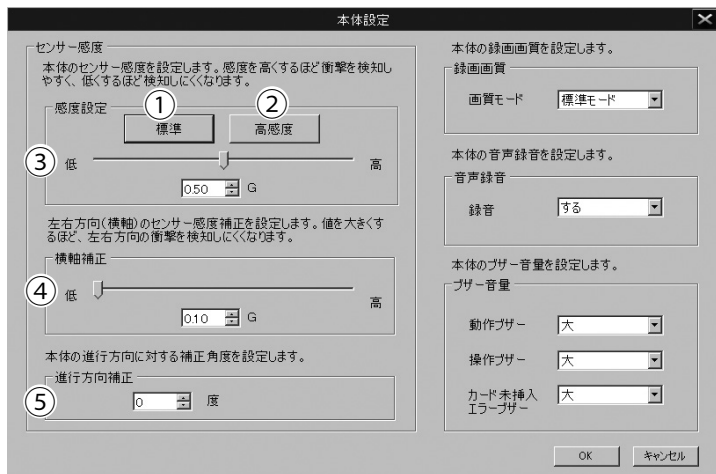 本体設定
センサー感度
本体のセンサー感度を設定します。感度を高くするほど衝撃を検知し
やすく、低くするほど検知しにくくなります。
感度設定
① 標準
② 高感度
③ 低 高
0.50 G
左右方向(横軸)のセンサー感度補正を設定します。値を大きくす
るほど、左右方向の衝撃を検知しにくくなります。
横軸補正
④ 低 高
0.10 G
本体の進行方向に対する補正角度を設定します。
進行方向補正
⑤ 0 度
本体の録画画質を設定します。
録画画質
画質モード 標準モード
本体の音声録音を設定します。
音声録音
録音 する
本体のブザー音量を設定します。
ブザー音量
動作ブザー 大
操作ブザー 大
カード未挿入 大
エラーブザー
OK キャンセル